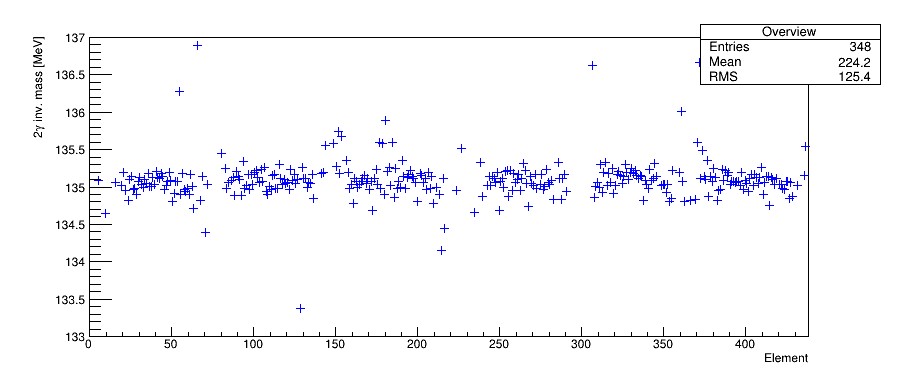 Overview
Entries 348
Mean 224.2
RMS 125.4
2γ inv. mass [MeV]
137
136.5
136
135.5
135
134.5
134
133.5
133
0 50 100 150 200 250 300 350 400
Element